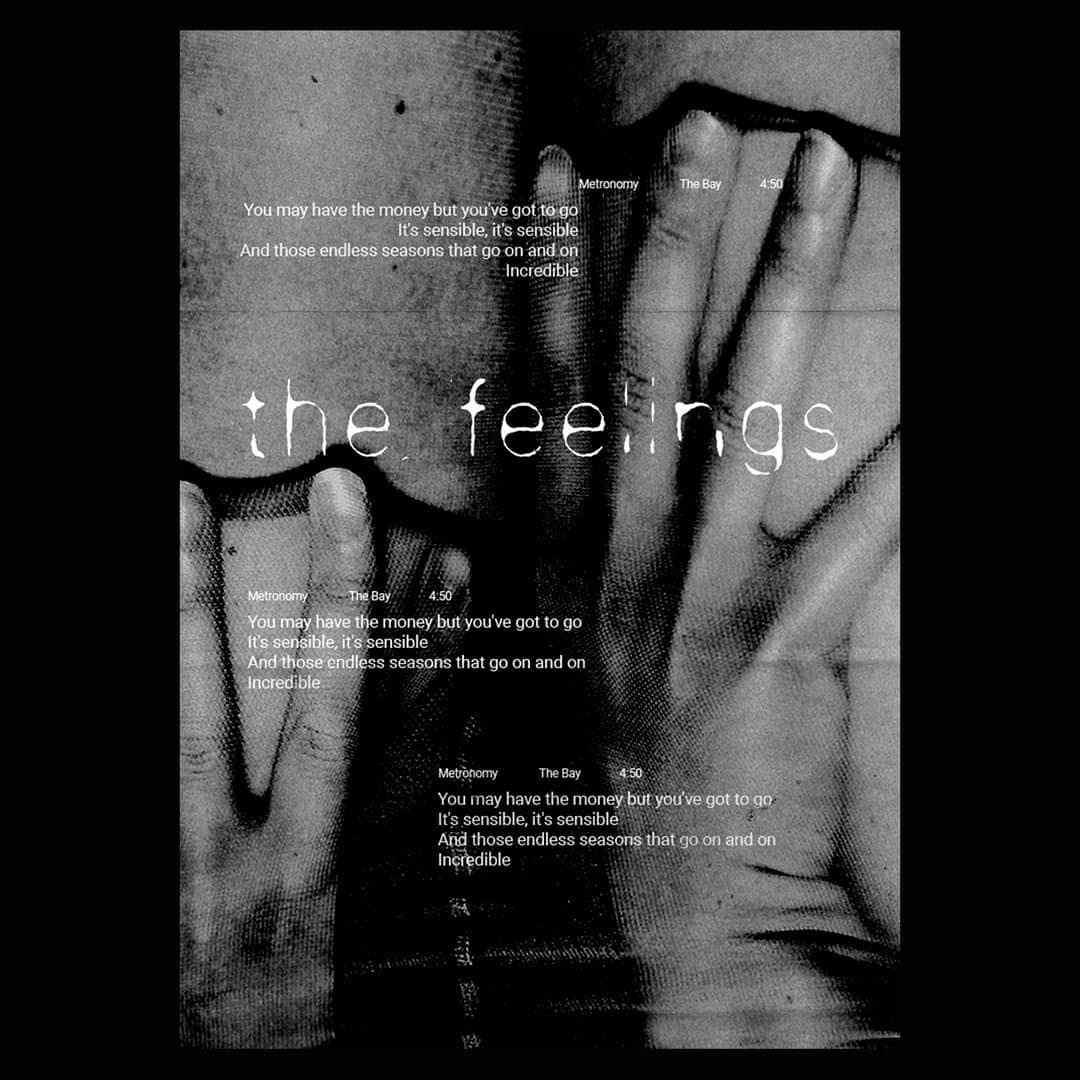 Metronomy The Bay 4:50
You may have the money but you've got to go
It's sensible, it's sensible
And those endless seasons that go on and on
Incredible
the feelings
Metronomy The Bay 4:50
You may have the money but you've got to go
It's sensible, it's sensible
And those endless seasons that go on and on
Incredible
Metronomy The Bay 4:50
You may have the money but you've got to go
It's sensible, it's sensible
And those endless seasons that go on and on
Incredible